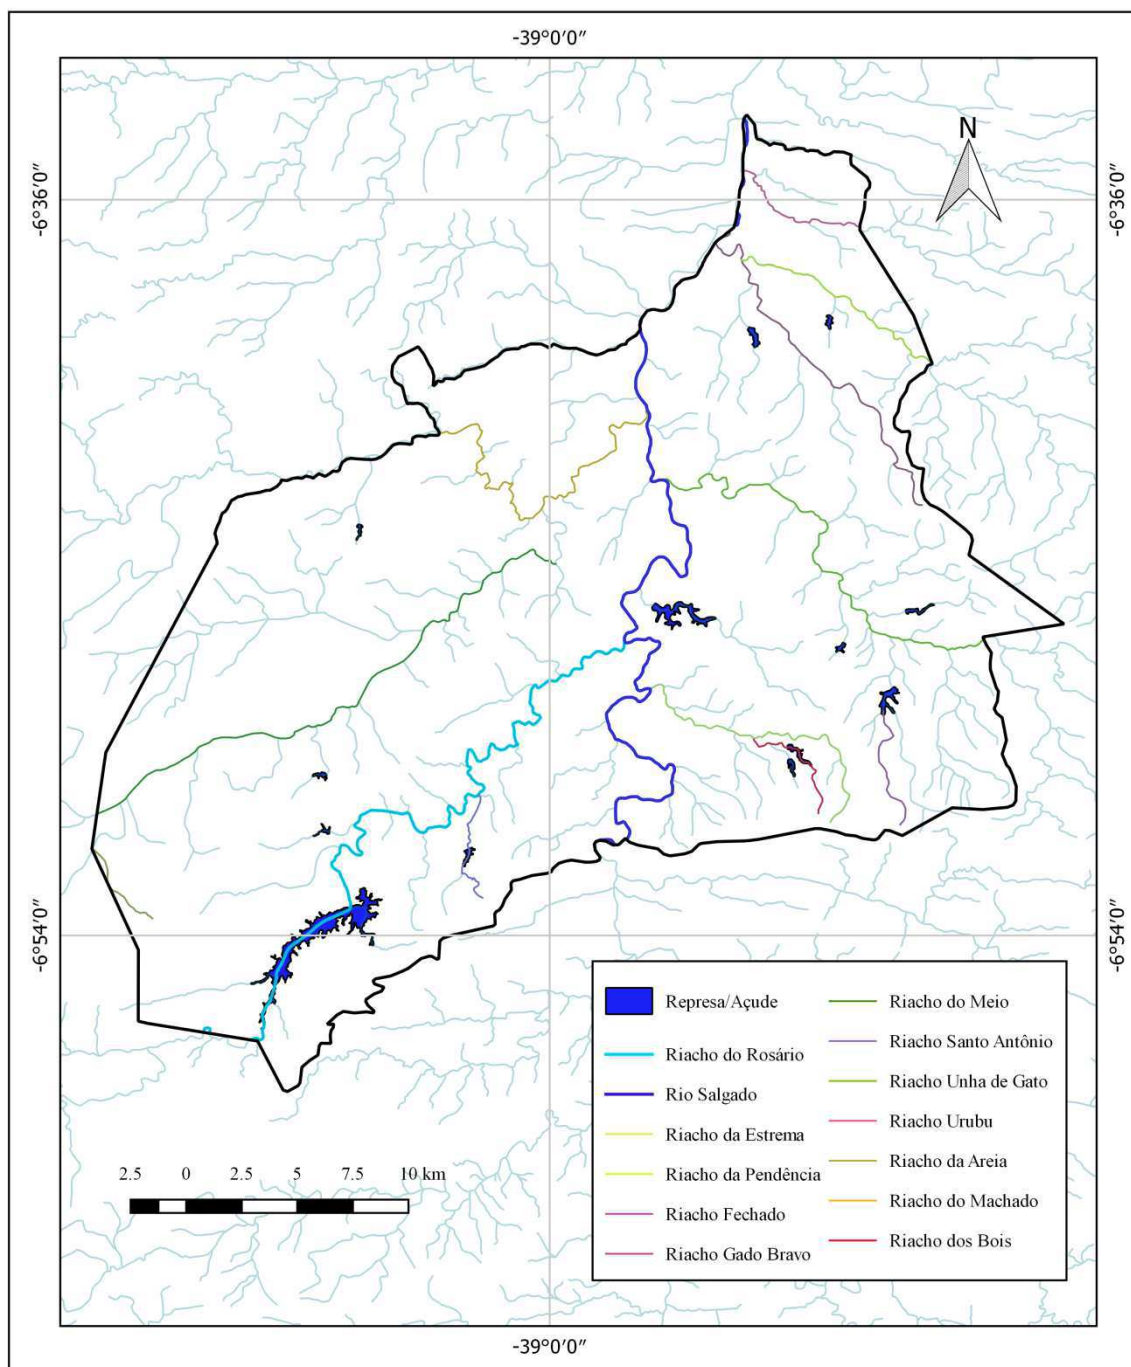 -39°0′0″
N
-6°36′0″
-6°36′0″
-6°54′0″
-6°54′0″
2.5 0 2.5 5 7.5 10 km
Represa/Açude
Riacho do Rosário
Rio Salgado
Riacho da Estrema
Riacho da Pendência
Riacho Fechado
Riacho Gado Bravo
Riacho do Meio
Riacho Santo Antônio
Riacho Unha de Gato
Riacho Urubu
Riacho da Areia
Riacho do Machado
Riacho dos Bois
-39°0′0″